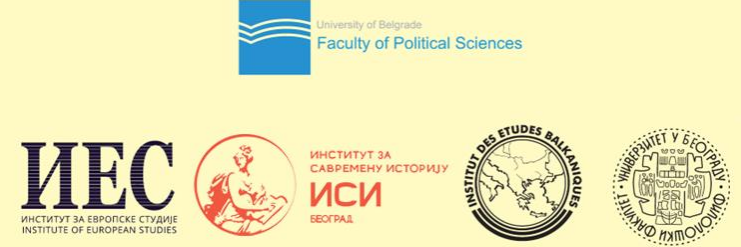 University of Belgrade
Faculty of Political Sciences
ИЕС
ИНСТИТУТ ЗА ЕВРОПСКЕ СТУДИЈЕ
INSTITUTE OF EUROPEAN STUDIES
ИНСТИТУТ ЗА
САВРЕМЕНУ ИСТОРИЈУ
ИСИ
БЕОГРАД
INSTITUT DES ETUDES BALKANIQUES
УНИВЕРЗИТЕТ У БЕОГРАДУ
ФИЛОЛОШКИ ФАКУЛТЕТ